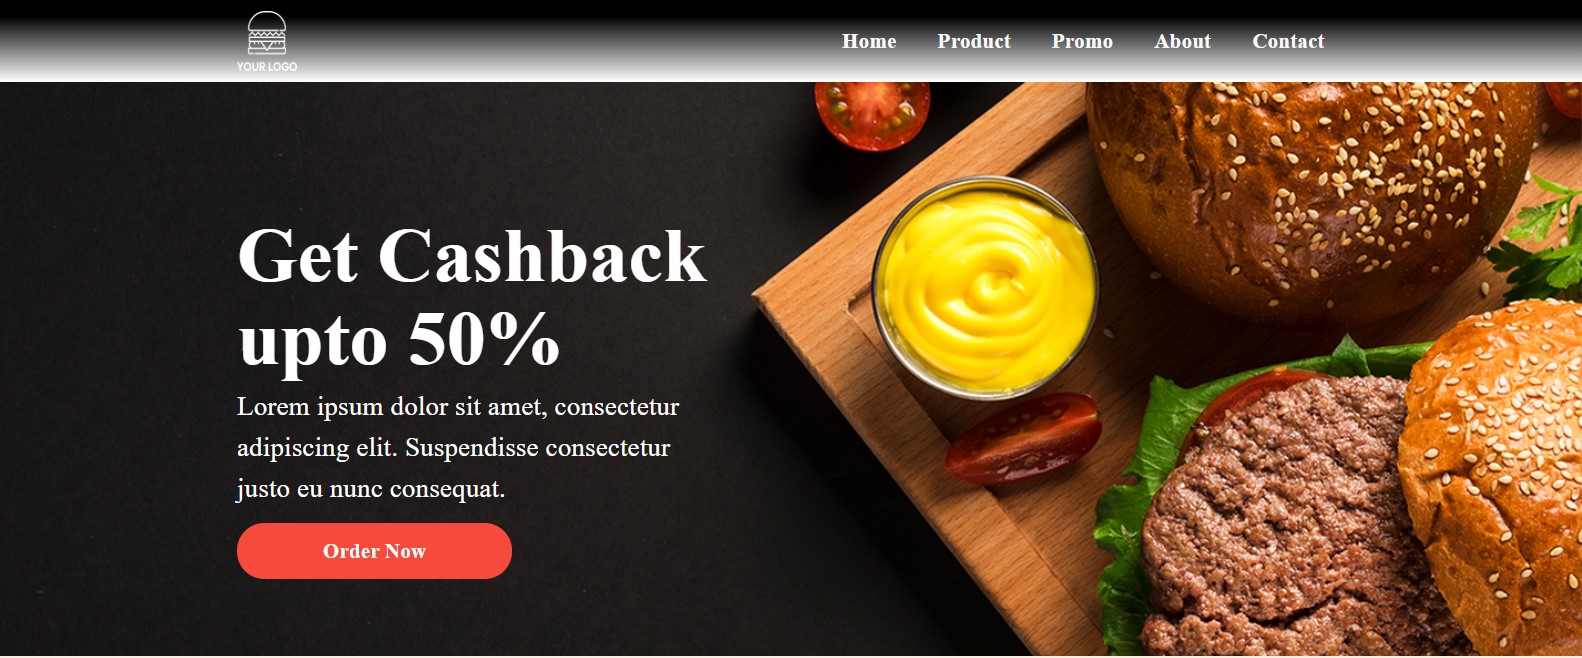 YOUR LOGO
Home Product Promo About Contact
Get Cashback
upto 50%
Lorem ipsum dolor sit amet, consectetur
adipiscing elit. Suspendisse consectetur
justo eu nunc consequat.
Order Now